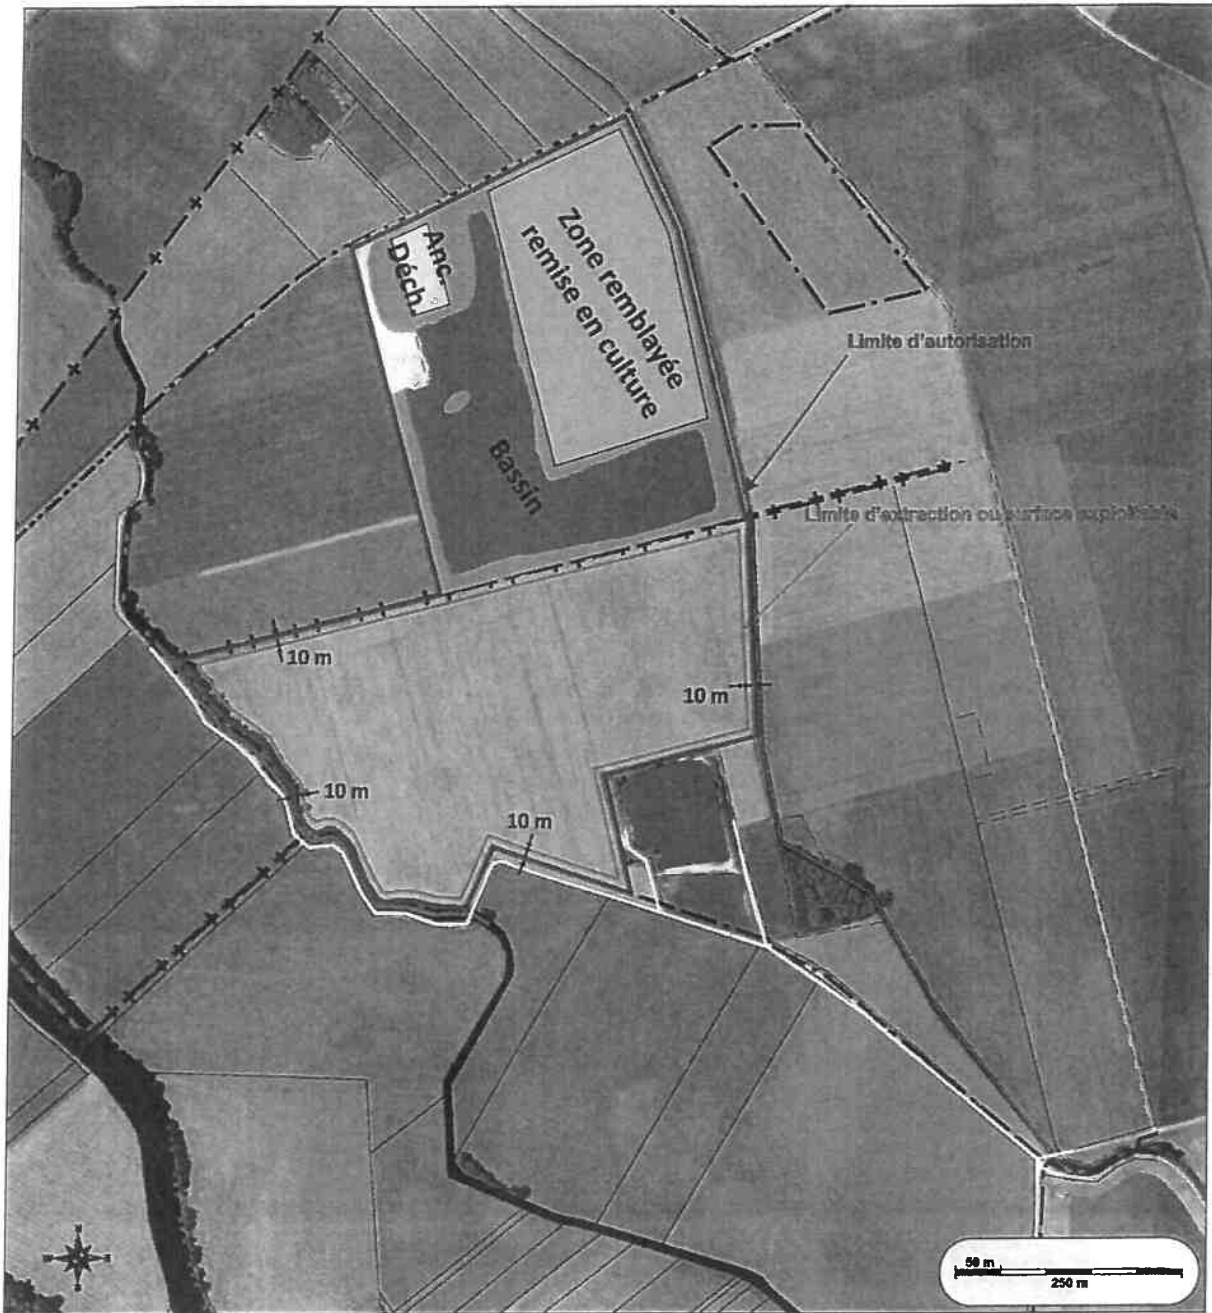 Anc.
Déch.
Zone remblayée
remise en culture
Limite d'autorisation
Bassin
Limite d'extraction ou surface exploitable
10 m
10 m
10 m
10 m
50 m
250 m